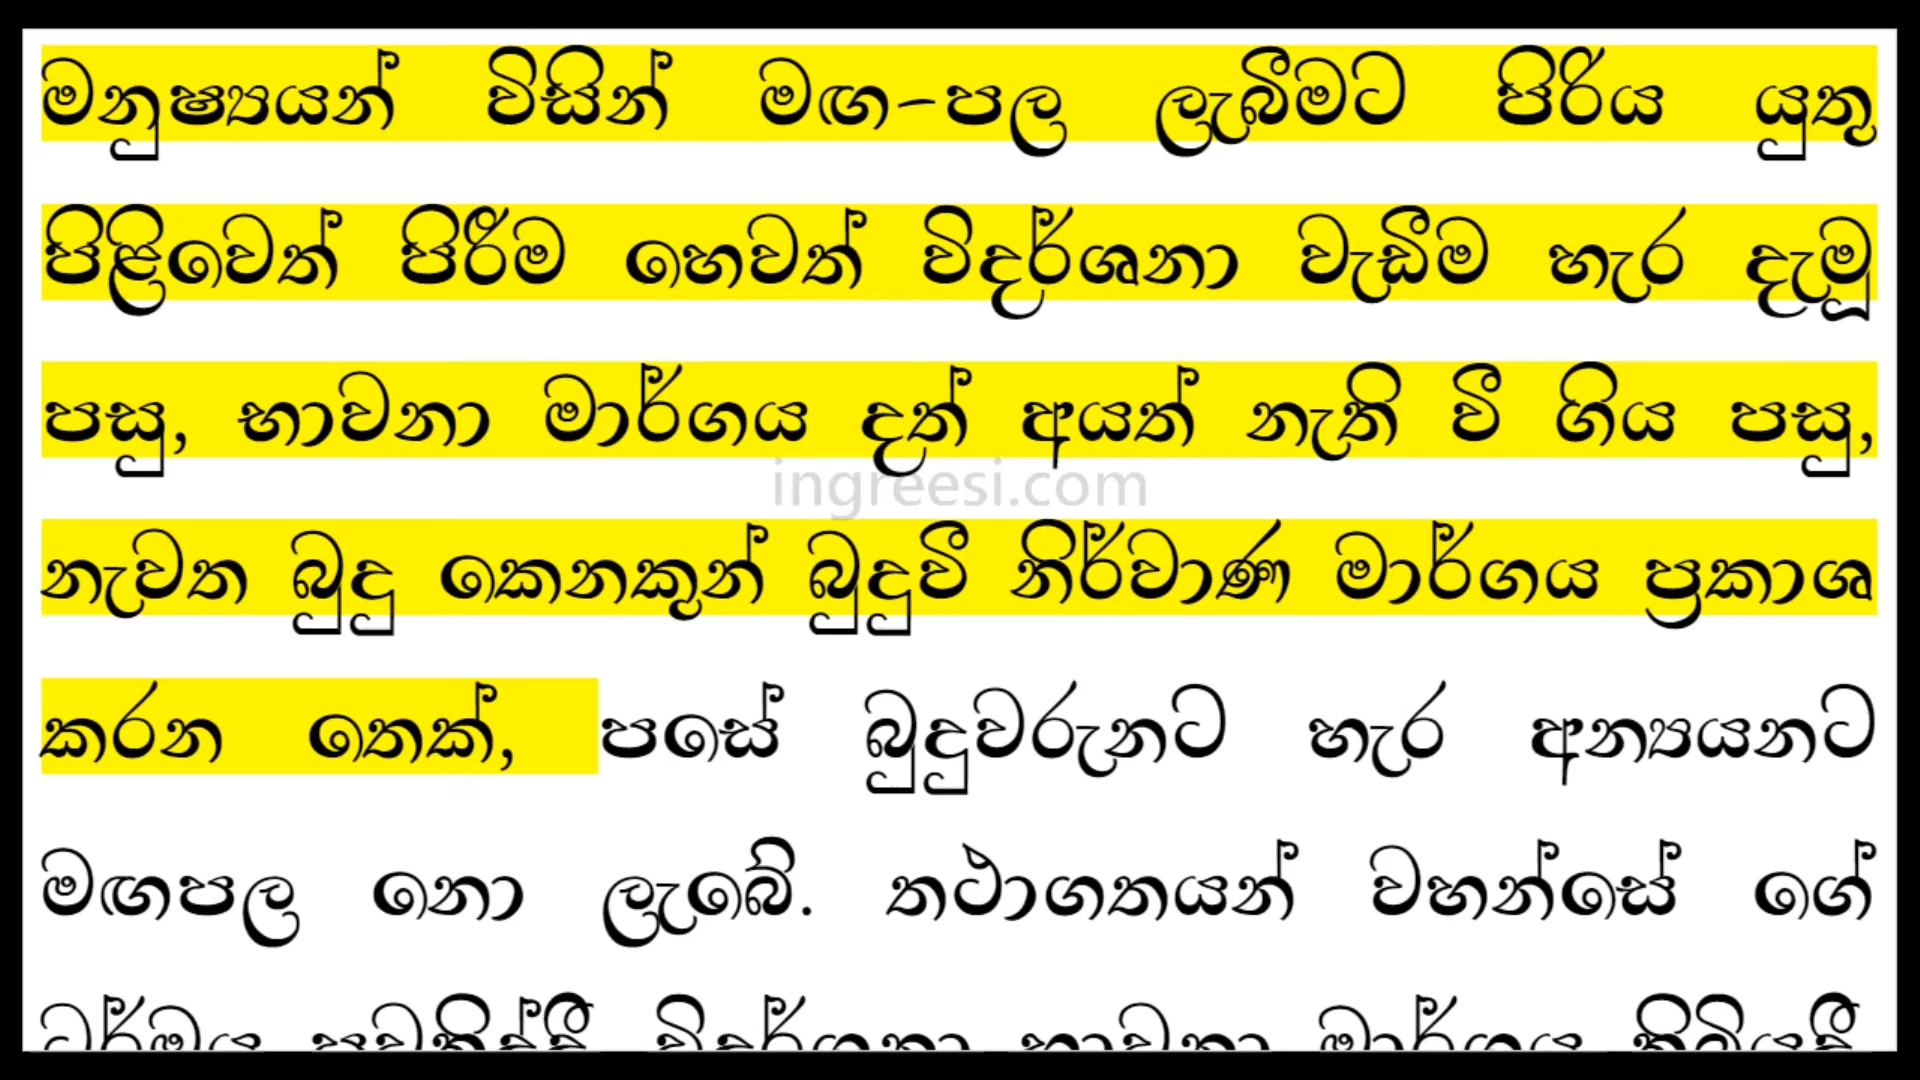 මනුෂ්‍යයන් විසින් මඟ-පල ලැබීමට පිරිය යුතු
පිළිවෙත් පිරීම හෙවත් විදර්ශනා වැඩීම හැර දැමූ
පසු, භාවනා මාර්ගය දත් අයත් නැති වී ගිය පසු,
ingreesi.com
නැවත බුදු කෙනකුන් බුදුවී නිර්වාණ මාර්ගය ප්‍රකාශ
කරන තෙක්, පසේ බුදුවරුනට හැර අන්‍යයනට
මඟපල නො ලැබේ. තථාගතයන් වහන්සේ ගේ